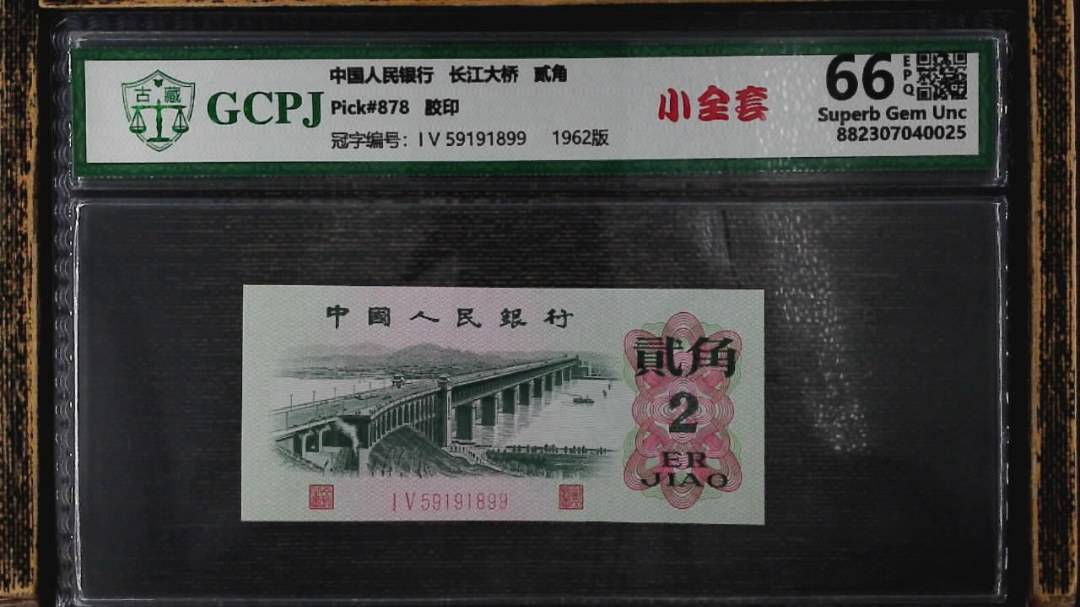 中国人民银行 长江大桥 贰角
古藏
GCPJ
Pick#878 胶印
冠字编号：ⅠⅤ 59191899 1962版
小全套
66
EPQ
Superb Gem Unc
882307040025
中國人民銀行
貳角
2
ER
JIAO
ⅠⅤ59191899